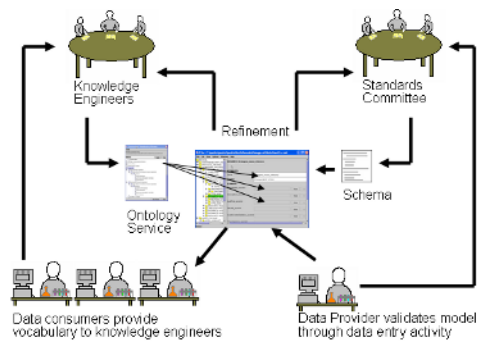 Knowledge
Engineers
Standards
Committee
Refinement
Ontology
Service
Schema
Data consumers provide
vocabulary to knowledge engineers
Data Provider validates model
through data entry activity